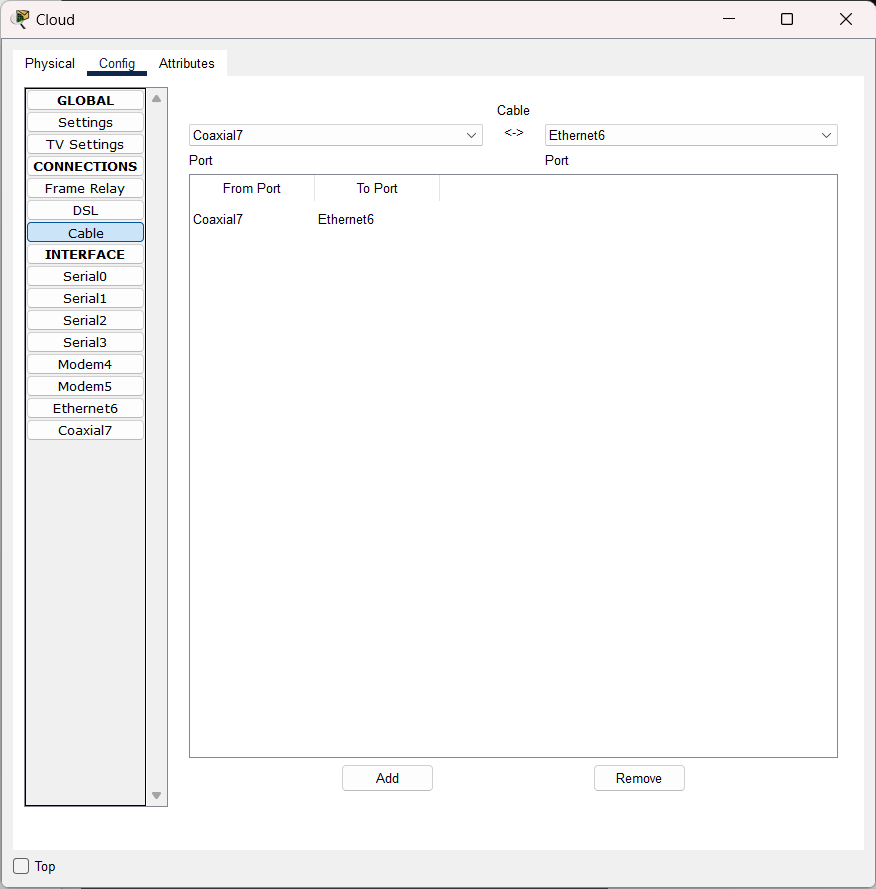 Cloud
Physical Config Attributes
GLOBAL
Settings
TV Settings
CONNECTIONS
Frame Relay
DSL
Cable
INTERFACE
Serial0
Serial1
Serial2
Serial3
Modem4
Modem5
Ethernet6
Coaxial7
Cable
Coaxial7 <-> Ethernet6
Port Port
From Port To Port
Coaxial7 Ethernet6
Add Remove
Top